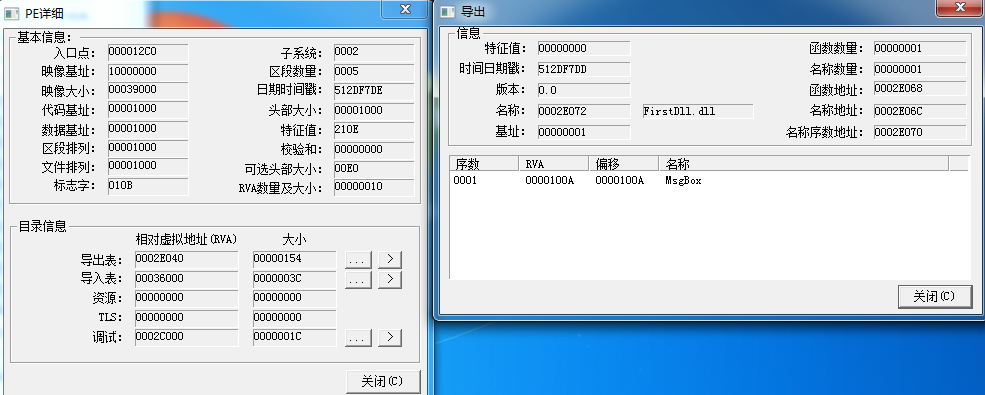 PE详细
基本信息:
入口点: 000012C0 子系统: 0002
映像基址: 10000000 区段数量: 0005
映像大小: 00039000 日期时间戳: 512DF7DE
代码基址: 00001000 头部大小: 00001000
数据基址: 00001000 特征值: 210E
区段排列: 00001000 校验和: 00000000
文件排列: 00001000 可选头部大小: 00E0
标志字: 010B RVA数量及大小: 00000010
目录信息
相对虚拟地址(RVA) 大小
导出表: 0002E040 00000154 ... >
导入表: 00036000 0000003C ... >
资源: 00000000 00000000
TLS: 00000000 00000000
调试: 0002C000 0000001C ... >
关闭(C)
导出
信息
特征值: 00000000 函数数量: 00000001
时间日期戳: 512DF7DD 名称数量: 00000001
版本: 0.0 函数地址: 0002E068
名称: 0002E072 FirstDll.dll 名称地址: 0002E06C
基址: 00000001 名称序数地址: 0002E070
序数 RVA 偏移 名称
0001 0000100A 0000100A MsgBox
关闭(C)